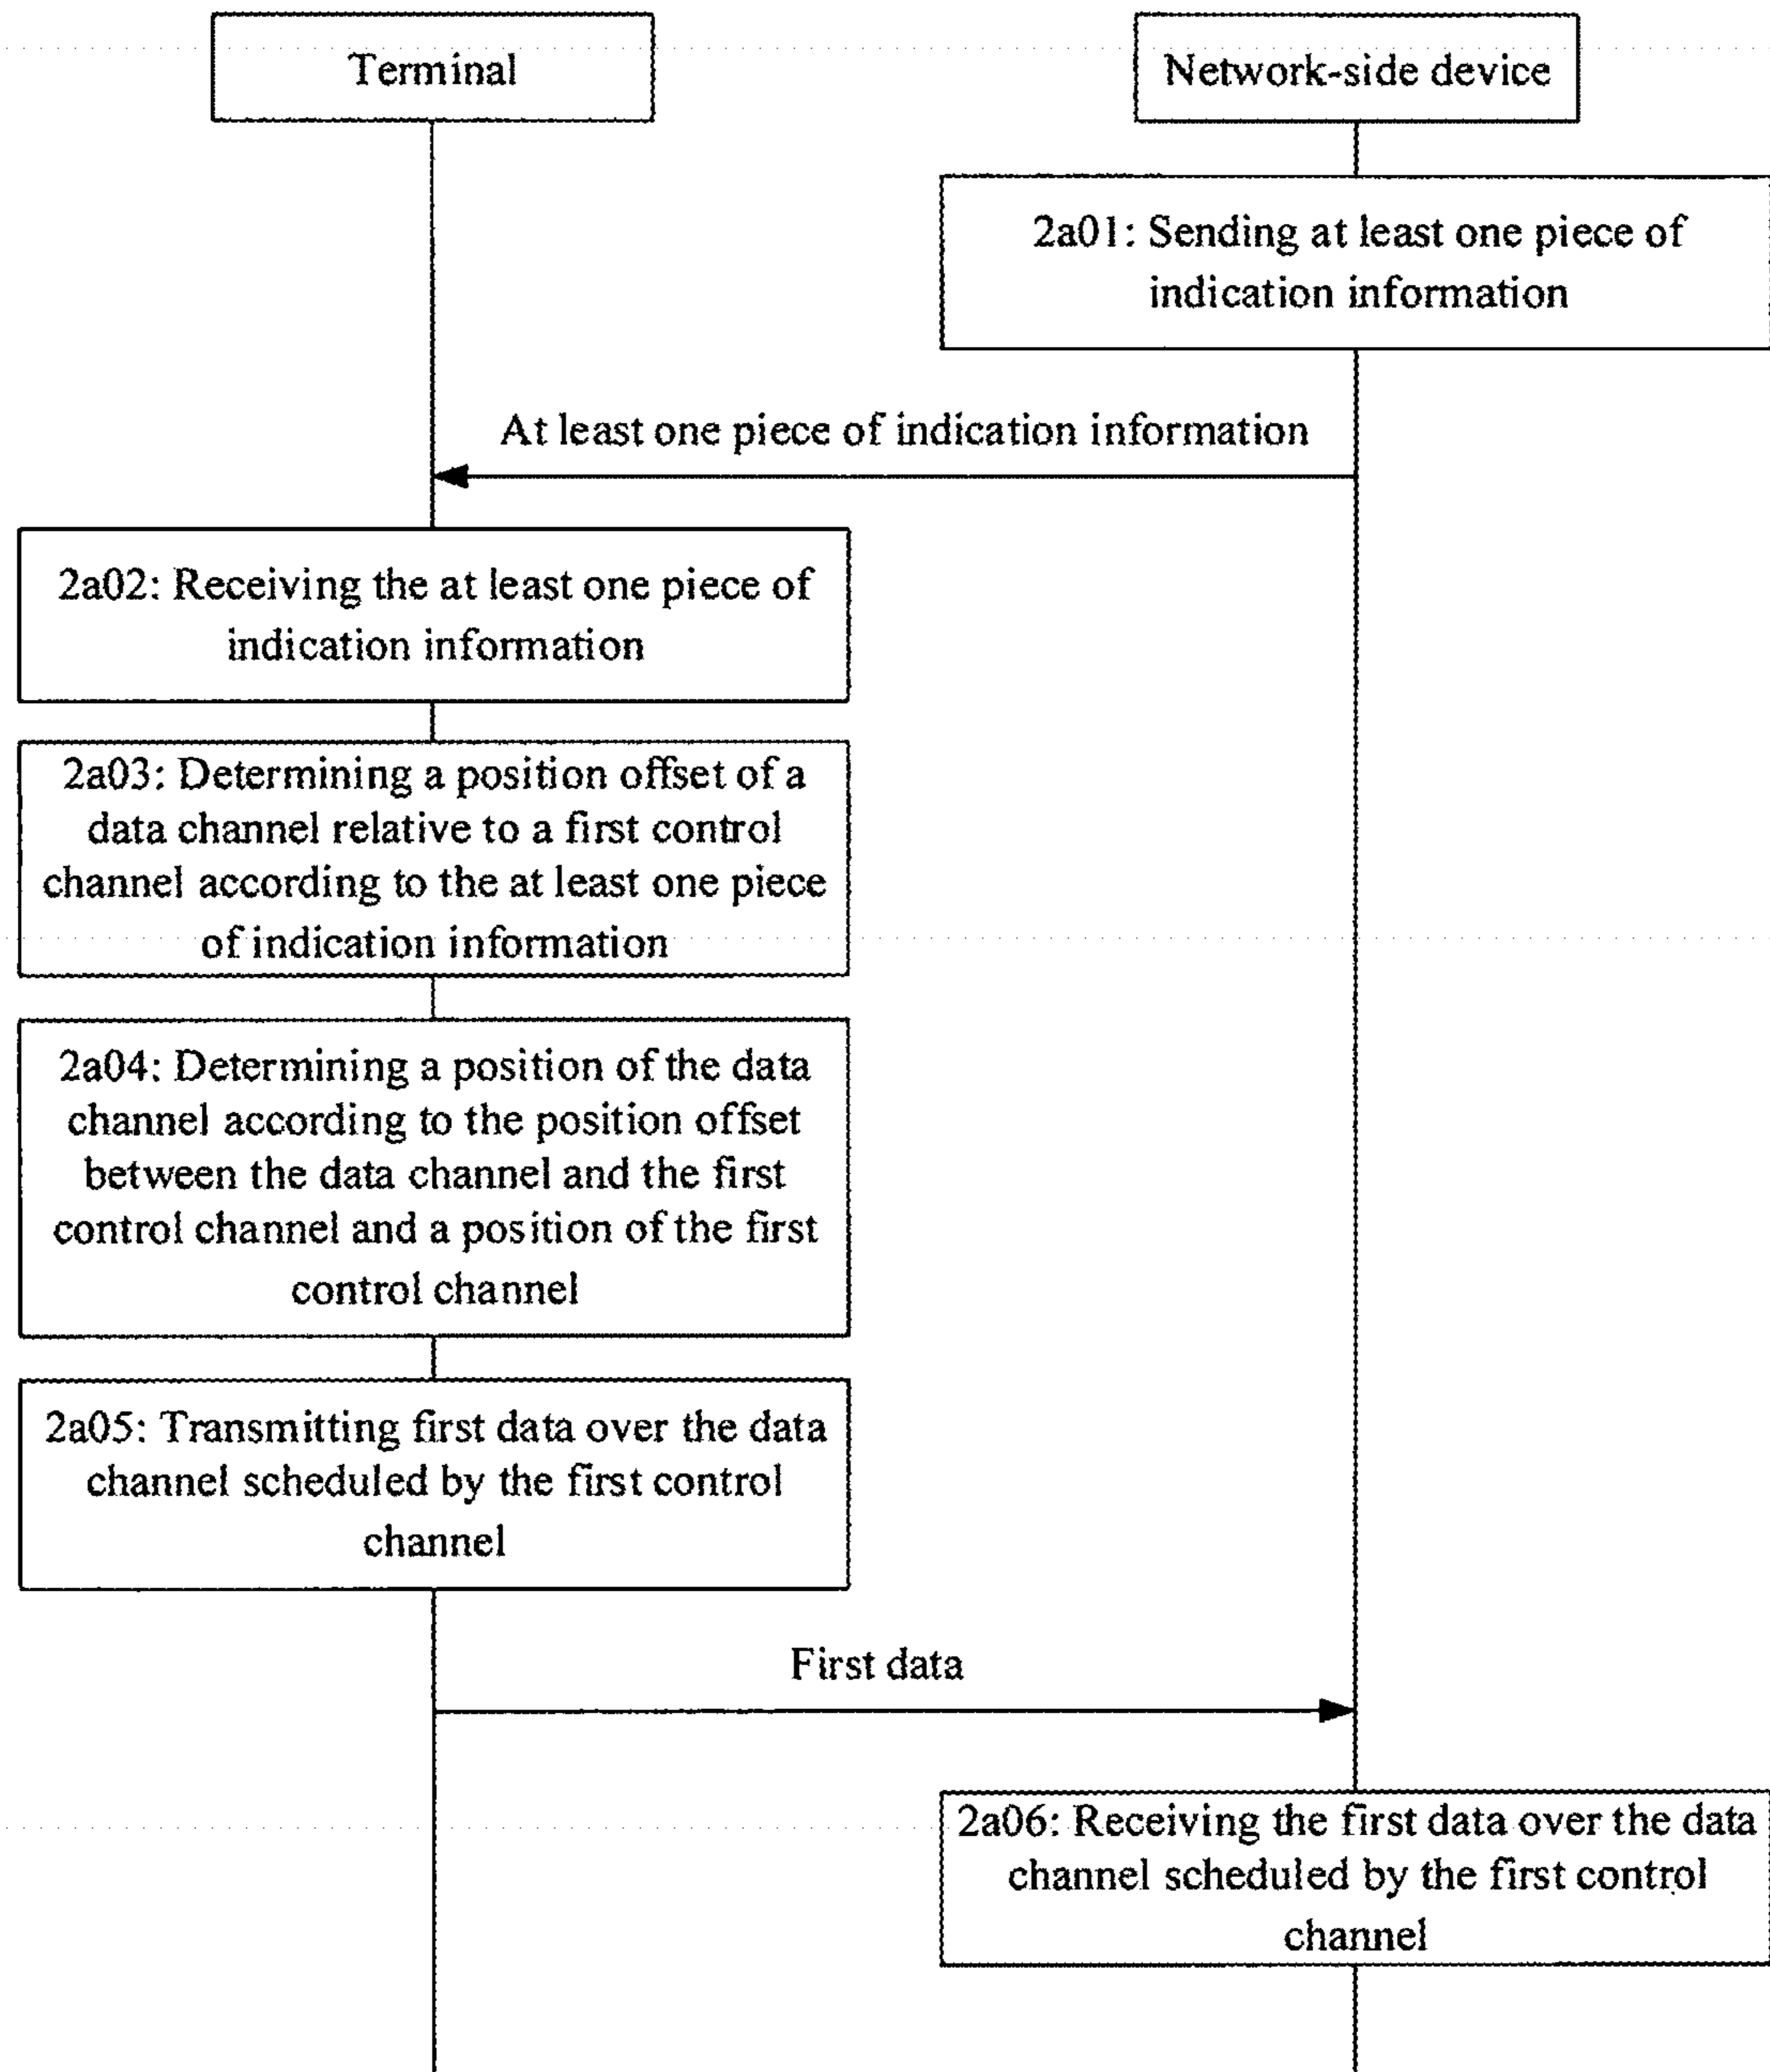 Terminal
Network-side device
2a01: Sending at least one piece of
indication information
At least one piece of indication information
2a02: Receiving the at least one piece of
indication information
2a03: Determining a position offset of a
data channel relative to a first control
channel according to the at least one piece
of indication information
2a04: Determining a position of the data
channel according to the position offset
between the data channel and the first
control channel and a position of the first
control channel
2a05: Transmitting first data over the data
channel scheduled by the first control
channel
First data
2a06: Receiving the first data over the data
channel scheduled by the first control
channel